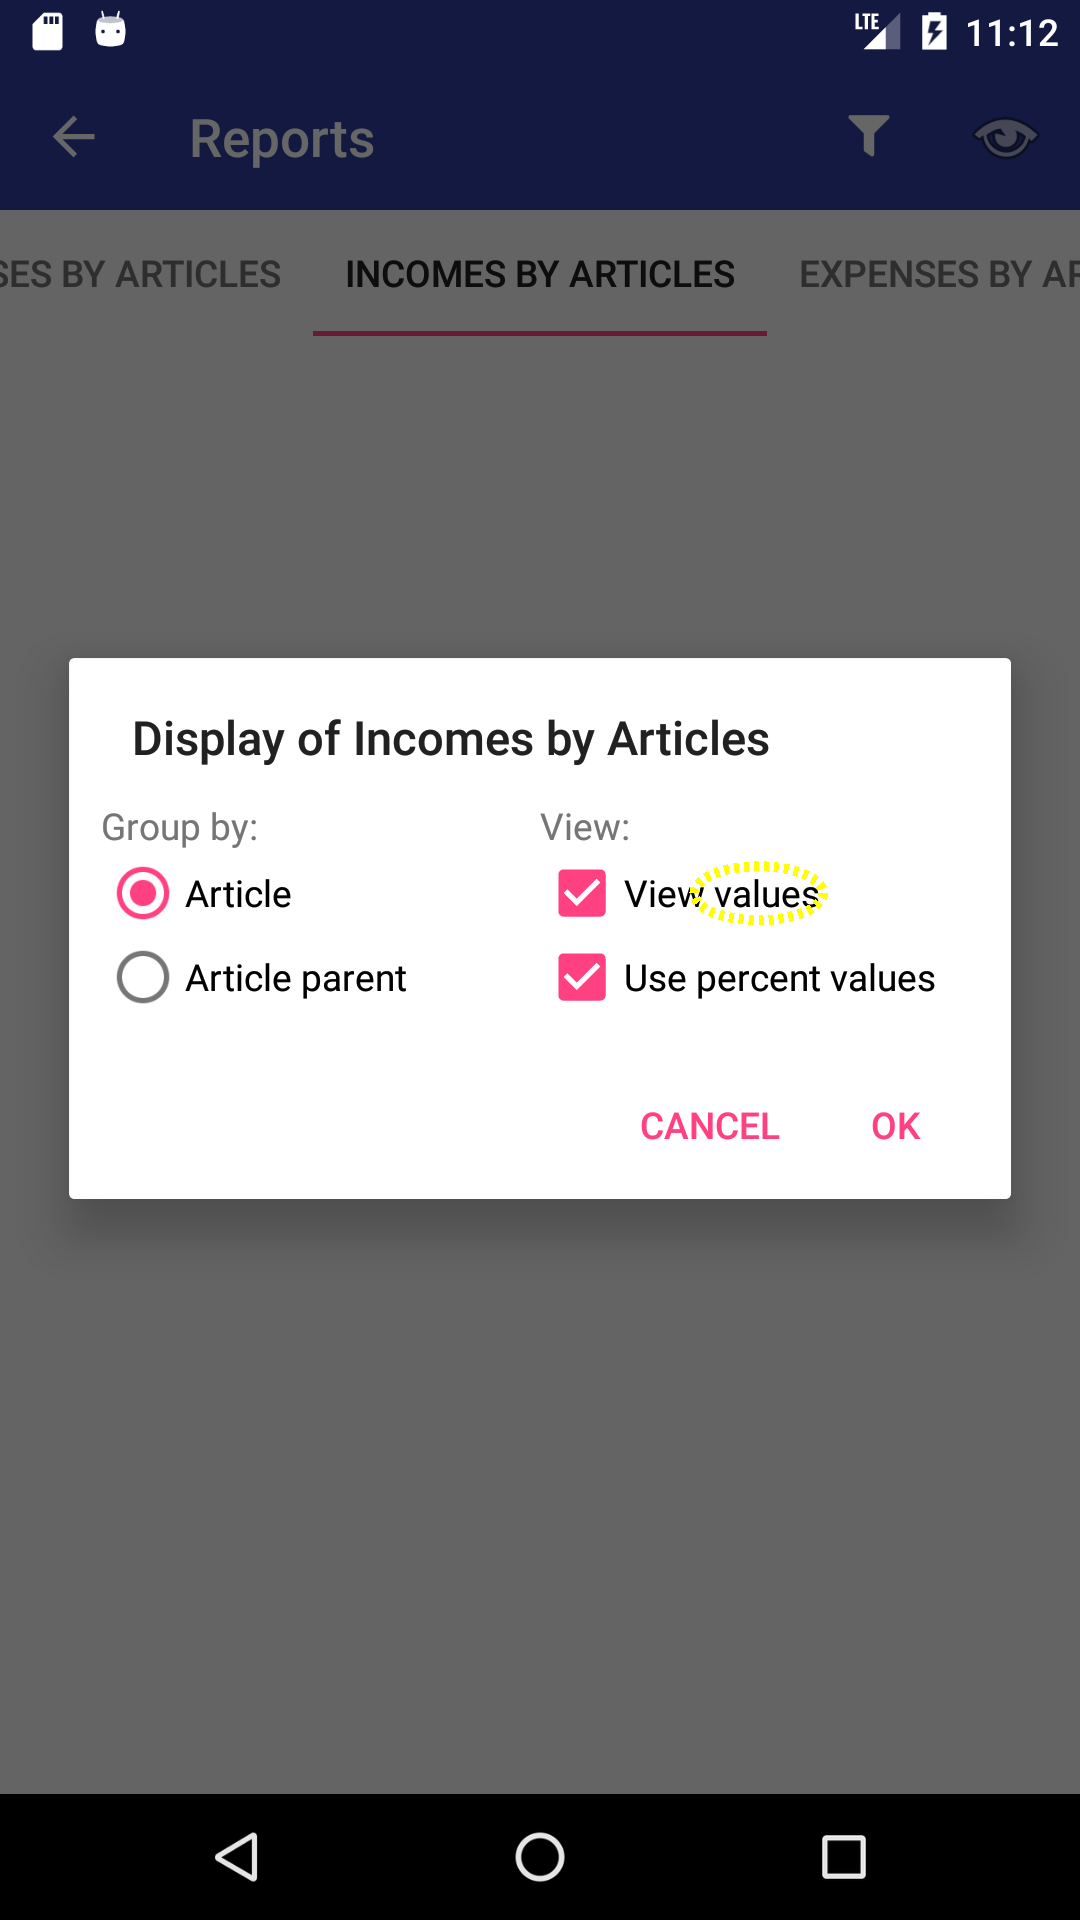 LTE 11:12
Reports
SES BY ARTICLES INCOMES BY ARTICLES EXPENSES BY AR
Display of Incomes by Articles
Group by: View:
Article View values
Article parent Use percent values
CANCEL OK